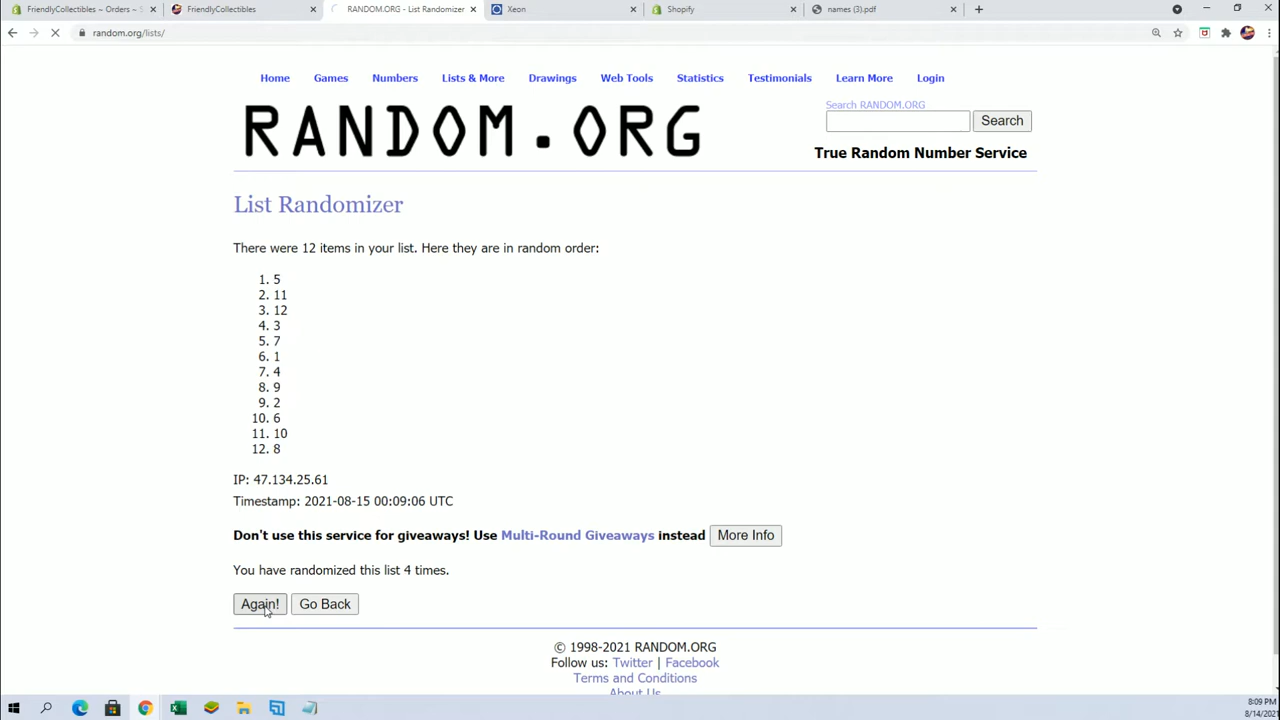 FriendlyCollectibles ~ Orders ~ S
FriendlyCollectibles
RANDOM.ORG - List Randomizer
Xeon
Shopify
names (3).pdf
random.org/lists/
Home Games Numbers Lists & More Drawings Web Tools Statistics Testimonials Learn More Login
RANDOM.ORG
Search RANDOM.ORG
Search
True Random Number Service
List Randomizer
There were 12 items in your list. Here they are in random order:
1. 5
2. 11
3. 12
4. 3
5. 7
6. 1
7. 4
8. 9
9. 2
10. 6
11. 10
12. 8
IP: 47.134.25.61
Timestamp: 2021-08-15 00:09:06 UTC
Don't use this service for giveaways! Use Multi-Round Giveaways instead More Info
You have randomized this list 4 times.
Again! Go Back
© 1998-2021 RANDOM.ORG
Follow us: Twitter | Facebook
Terms and Conditions
About Us
8:09 PM
8/14/2021